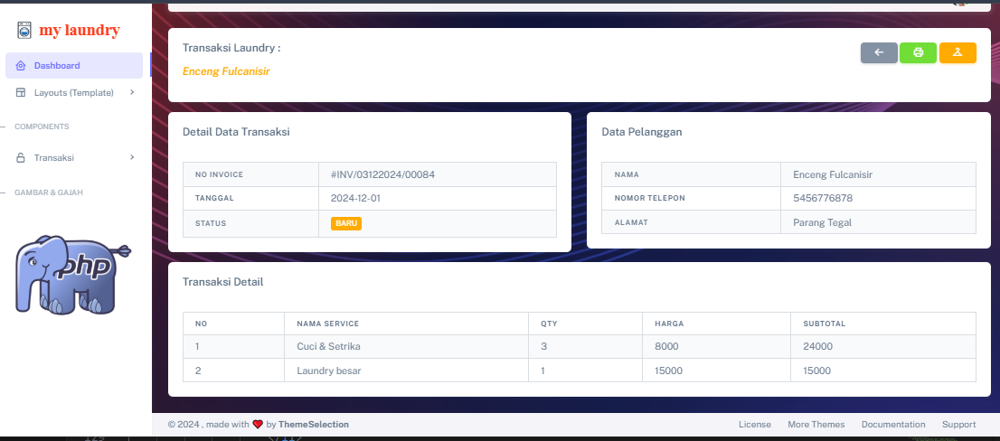 my laundry
Dashboard
Layouts (Template)
COMPONENTS
Transaksi
GAMBAR & GAJAH
php
Transaksi Laundry :
Enceng Fulcanisir
Detail Data Transaksi
NO INVOICE #INV/03122024/00084
TANGGAL 2024-12-01
STATUS BARU
Data Pelanggan
NAMA Enceng Fulcanisir
NOMOR TELEPON 5456776878
ALAMAT Parang Tegal
Transaksi Detail
NO NAMA SERVICE QTY HARGA SUBTOTAL
1 Cuci & Setrika 3 8000 24000
2 Laundry besar 1 15000 15000
© 2024 , made with ❤️ by ThemeSelection
License More Themes Documentation Support